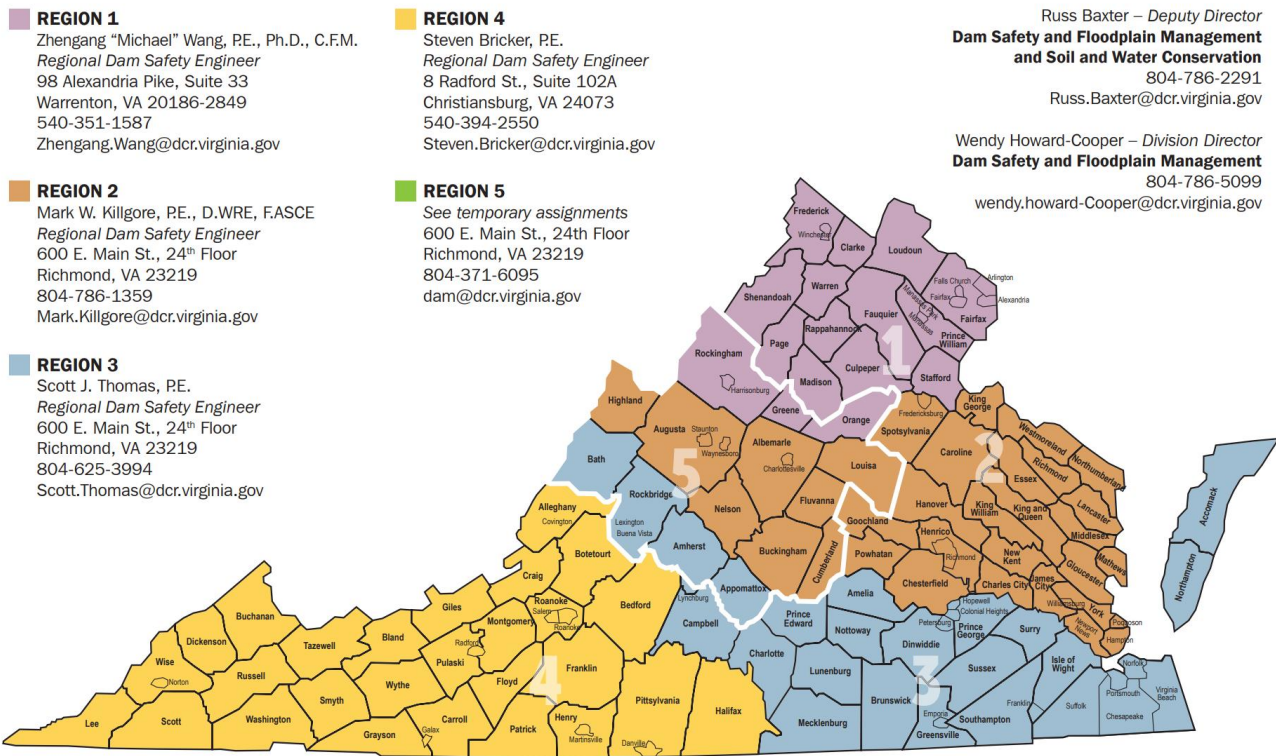 REGION 1
Zhengang “Michael” Wang, P.E., Ph.D., C.F.M.
Regional Dam Safety Engineer
98 Alexandria Pike, Suite 33
Warrenton, VA 20186-2849
540-351-1587
Zhengang.Wang@dcr.virginia.gov
REGION 2
Mark W. Killgore, P.E., D.WRE, F.ASCE
Regional Dam Safety Engineer
600 E. Main St., 24th Floor
Richmond, VA 23219
804-786-1359
Mark.Killgore@dcr.virginia.gov
REGION 3
Scott J. Thomas, P.E.
Regional Dam Safety Engineer
600 E. Main St., 24th Floor
Richmond, VA 23219
804-625-3994
Scott.Thomas@dcr.virginia.gov
REGION 4
Steven Bricker, P.E.
Regional Dam Safety Engineer
8 Radford St., Suite 102A
Christiansburg, VA 24073
540-394-2550
Steven.Bricker@dcr.virginia.gov
REGION 5
See temporary assignments
600 E. Main St., 24th Floor
Richmond, VA 23219
804-371-6095
dam@dcr.virginia.gov
Russ Baxter – Deputy Director
Dam Safety and Floodplain Management
and Soil and Water Conservation
804-786-2291
Russ.Baxter@dcr.virginia.gov
Wendy Howard-Cooper – Division Director
Dam Safety and Floodplain Management
804-786-5099
wendy.howard-Cooper@dcr.virginia.gov
Frederick
Winchester
Clarke
Loudoun
Falls Church
Arlington
Fairfax
Alexandria
Fairfax
Shenandoah
Warren
Manassas Park
Manassas
Fauquier
Prince
William
Rappahannock
Page
Rockingham
Harrisonburg
Culpeper
1
Stafford
Madison
Greene
Orange
Highland
Augusta
Staunton
Waynesboro
Albemarle
Charlottesville
5
Louisa
Fluvanna
Nelson
Buckingham
Cumberland
Bath
Rockbridge
Lexington
Buena Vista
Amherst
Appomattox
Fredericksburg
Spotsylvania
King
George
Caroline
2
Westmoreland
Northumberland
Richmond
Essex
Lancaster
Hanover
King
William
King and
Queen
Middlesex
Mathews
Gloucester
Goochland
Henrico
Richmond
Powhatan
New
Kent
Chesterfield
Charles City
James
City
Williamsburg
York
Newport
News
Poquoson
Hampton
Accomack
Northampton
Alleghany
Covington
Botetourt
Craig
Roanoke
Salem
Roanoke
Bedford
Giles
Montgomery
Radford
Pulaski
Bland
Buchanan
Dickenson
Tazewell
Wise
Norton
Russell
Smyth
Wythe
Floyd
Franklin
4
Lee
Scott
Washington
Grayson
Carroll
Galax
Patrick
Henry
Martinsville
Pittsylvania
Danville
Halifax
Lynchburg
Campbell
Prince
Edward
Amelia
Nottoway
Charlotte
Lunenburg
Mecklenburg
Brunswick
Dinwiddie
Petersburg
Hopewell
Colonial Heights
Prince
George
Surry
Sussex
3
Emporia
Greensville
Southampton
Franklin
Isle of
Wight
Suffolk
Norfolk
Portsmouth
Chesapeake
Virginia
Beach